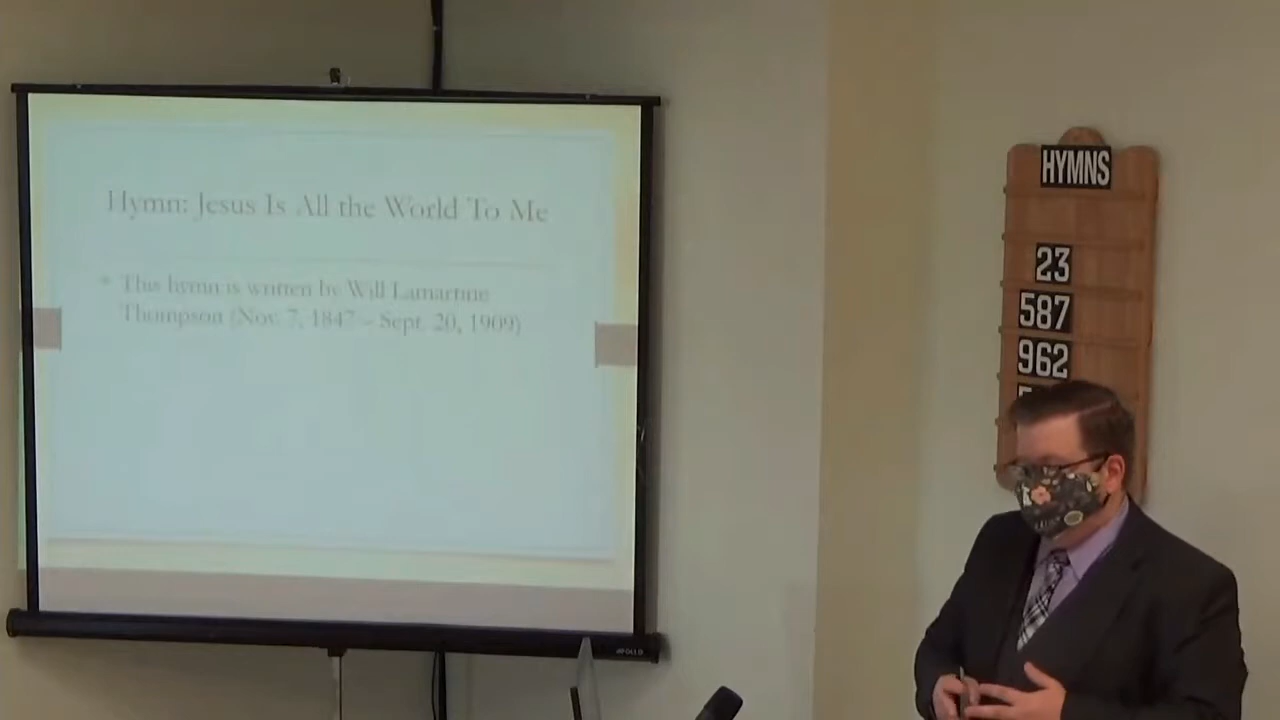 Hymn: Jesus Is All the World To Me
This hymn is written by Will Lamartine
Thompson (Nov. 7, 1847 – Sept. 20, 1909)
APOLLO
HYMNS
23
587
962